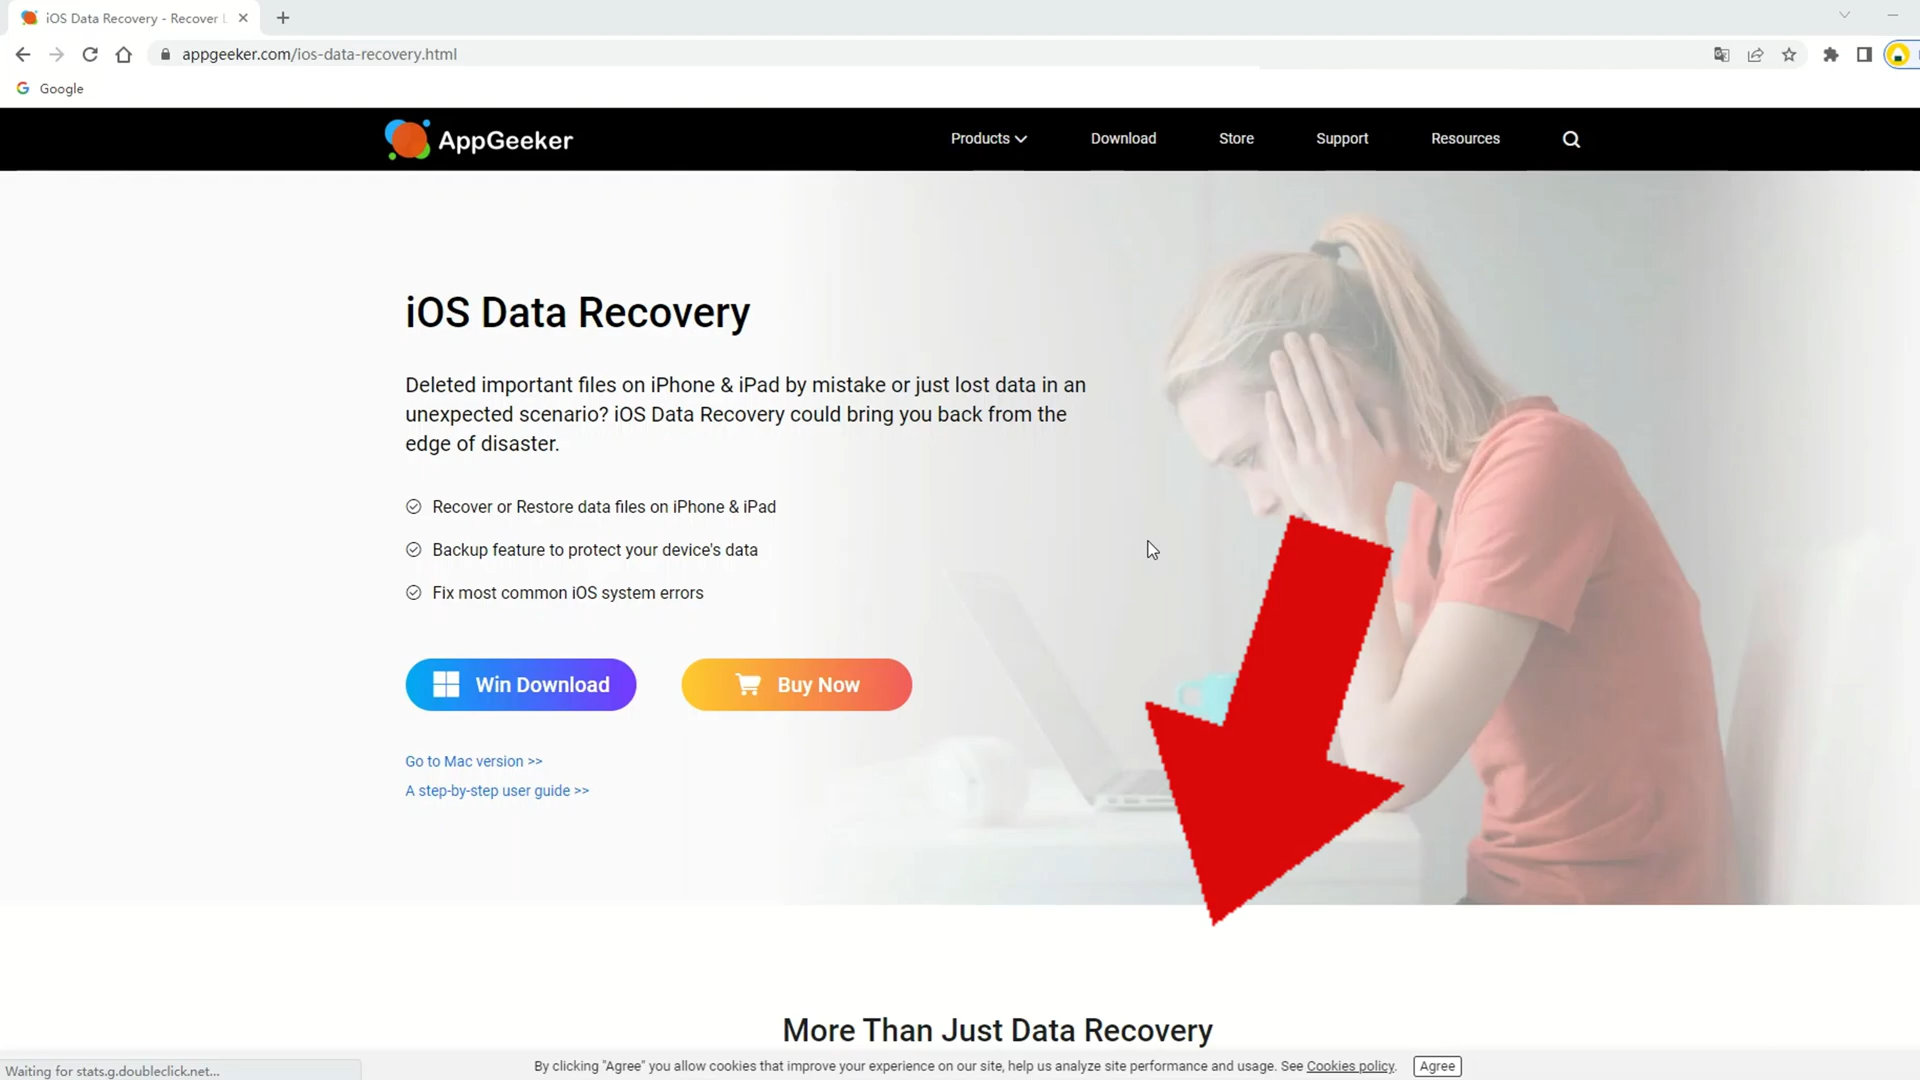 iOS Data Recovery - Recover L
appgeeker.com/ios-data-recovery.html
Google
AppGeeker
Products
Download
Store
Support
Resources
iOS Data Recovery
Deleted important files on iPhone & iPad by mistake or just lost data in an
unexpected scenario? iOS Data Recovery could bring you back from the
edge of disaster.
Recover or Restore data files on iPhone & iPad
Backup feature to protect your device's data
Fix most common iOS system errors
Win Download
Buy Now
Go to Mac version >>
A step-by-step user guide >>
More Than Just Data Recovery
By clicking "Agree" you allow cookies that improve your experience on our site, help us analyze site performance and usage. See Cookies policy.
Agree
Waiting for stats.g.doubleclick.net...